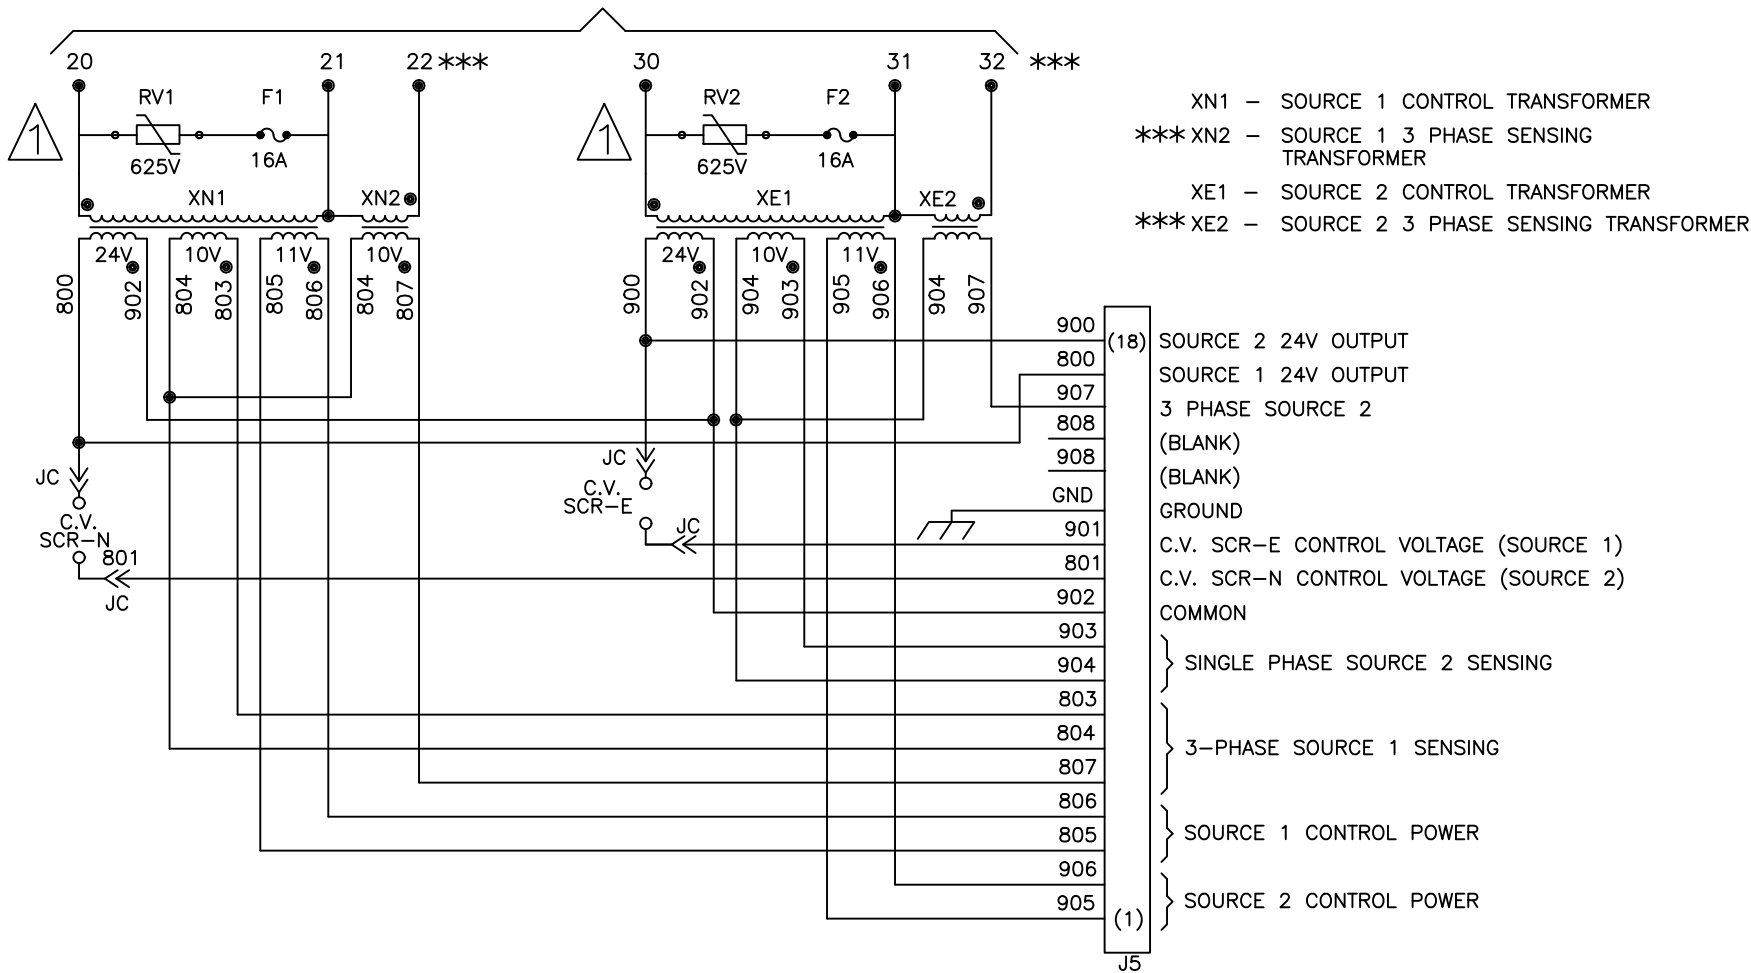 20
21
22 ***
30
31
32 ***
RV1
F1
RV2
F2
1
625V
16A
1
625V
16A
XN1
XN2
XE1
XE2
XN1 – SOURCE 1 CONTROL TRANSFORMER
*** XN2 – SOURCE 1 3 PHASE SENSING
TRANSFORMER
XE1 – SOURCE 2 CONTROL TRANSFORMER
*** XE2 – SOURCE 2 3 PHASE SENSING TRANSFORMER
24V
10V
11V
10V
24V
10V
11V
800
902
804
803
805
806
804
807
900
902
904
903
905
906
904
907
900
(18)
SOURCE 2 24V OUTPUT
800
SOURCE 1 24V OUTPUT
907
3 PHASE SOURCE 2
808
(BLANK)
908
(BLANK)
GND
GROUND
901
C.V. SCR–E CONTROL VOLTAGE (SOURCE 1)
801
C.V. SCR–N CONTROL VOLTAGE (SOURCE 2)
902
COMMON
903
904
SINGLE PHASE SOURCE 2 SENSING
803
804
807
3–PHASE SOURCE 1 SENSING
806
805
SOURCE 1 CONTROL POWER
906
905
SOURCE 2 CONTROL POWER
(1)
J5
JC
C.V.
SCR–N
801
JC
JC
C.V.
SCR–E
JC